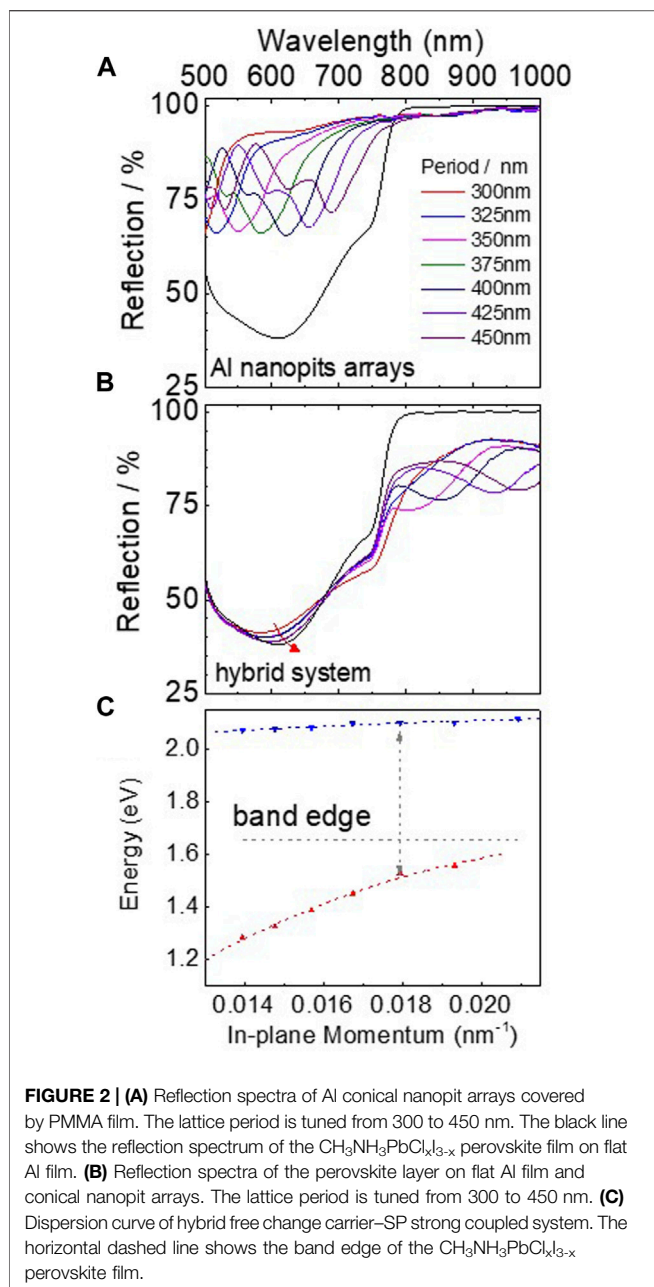 Wavelength (nm)
A
500 600 700 800 900 1000
100
75
50
25
Reflection / %
Period / nm
300nm
325nm
350nm
375nm
400nm
425nm
450nm
Al nanopits arrays
B
100
75
50
25
Reflection / %
hybrid system
C
2.0
1.8
1.6
1.4
1.2
Energy (eV)
band edge
0.014 0.016 0.018 0.020
In-plane Momentum (nm⁻¹)
FIGURE 2 | (A) Reflection spectra of Al conical nanopit arrays covered
by PMMA film. The lattice period is tuned from 300 to 450 nm. The black line
shows the reflection spectrum of the CH₃NH₃PbClₓI₃₋ₓ perovskite film on flat
Al film. (B) Reflection spectra of the perovskite layer on flat Al film and
conical nanopit arrays. The lattice period is tuned from 300 to 450 nm. (C)
Dispersion curve of hybrid free change carrier–SP strong coupled system. The
horizontal dashed line shows the band edge of the CH₃NH₃PbClₓI₃₋ₓ
perovskite film.